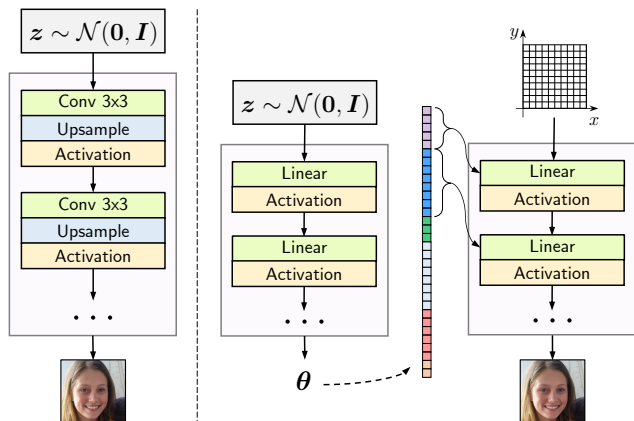 z ∼ 𝒩(0, I)
Conv 3x3
Upsample
Activation
Conv 3x3
Upsample
Activation
· · ·
z ∼ 𝒩(0, I)
Linear
Activation
Linear
Activation
· · ·
θ
y
x
Linear
Activation
Linear
Activation
· · ·